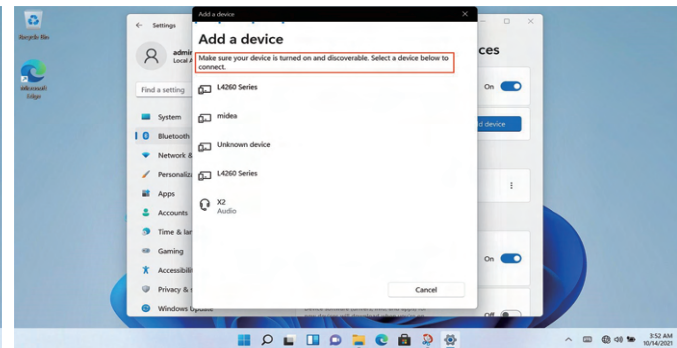 Recycle Bin
Microsoft
Edge
Settings
admin
Local A
Find a setting
System
Bluetooth
Network &
Personaliza
Apps
Accounts
Time & lan
Gaming
Accessibili
Privacy & s
Windows Update
Add a device
Add a device
Make sure your device is turned on and discoverable. Select a device below to
connect.
L4260 Series
midea
Unknown device
L4260 Series
X2
Audio
Cancel
ces
On
d device
On
Off
3:52 AM
10/14/2021